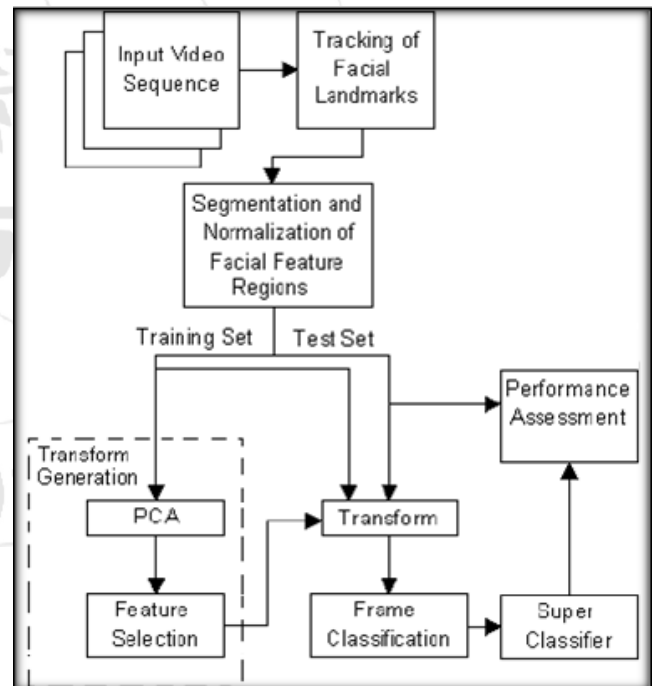 Input Video
Sequence
Tracking of
Facial
Landmarks
Segmentation and
Normalization of
Facial Feature
Regions
Training Set
Test Set
Performance
Assessment
Transform
Generation
PCA
Transform
Feature
Selection
Frame
Classification
Super
Classifier